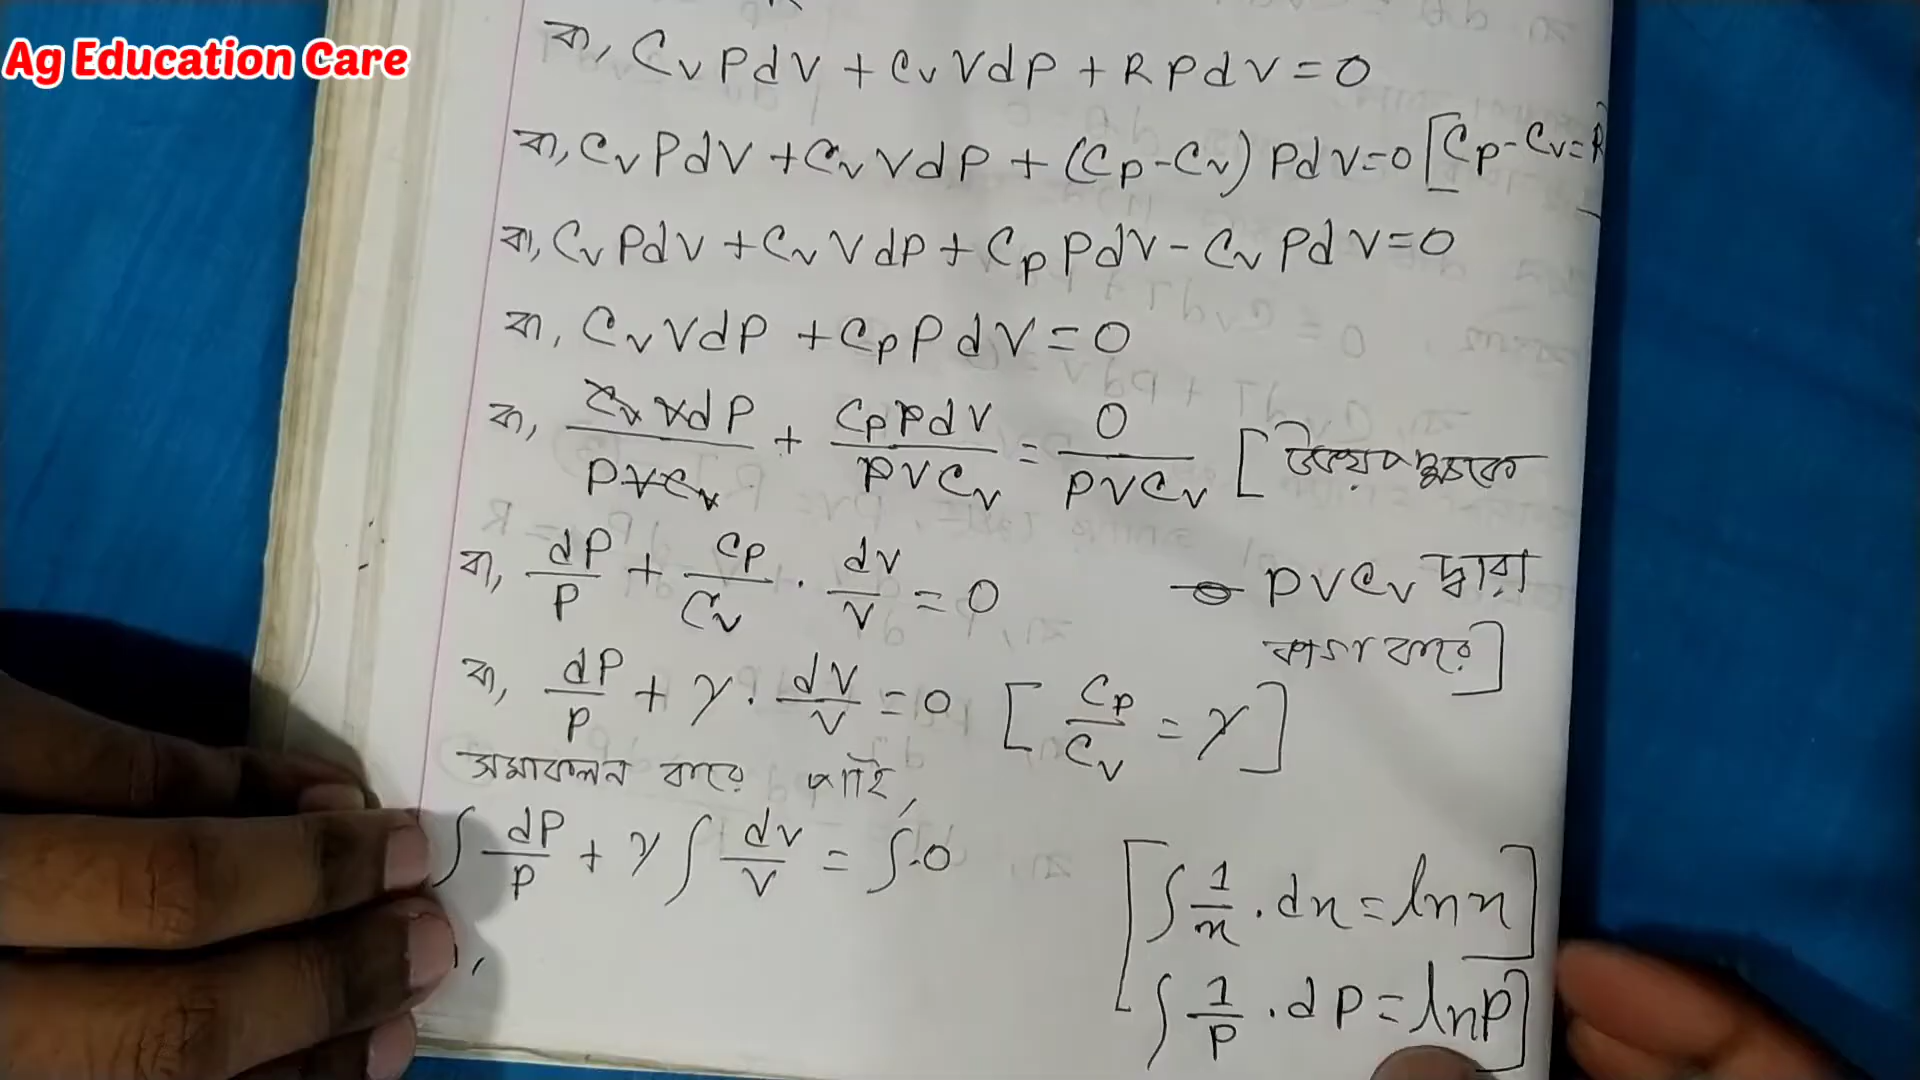 Ag Education Care
বা, CᵥPdV + CᵥVdP + RPdV = 0
বা, CᵥPdV + CᵥVdP + (Cₚ-Cᵥ) PdV=0 [Cₚ-Cᵥ=R
বা, CᵥPdV + CᵥVdP + CₚPdV - CᵥPdV=0
বা, CᵥVdP + CₚPdV = 0
বা, CᵥVdP/PVCᵥ + CₚPdV/PVCᵥ = 0/PVCᵥ [উভয়পক্ষকে
বা, dP/P + Cₚ/Cᵥ · dV/V = 0 PVCᵥ দ্বারা
ভাগ করে]
বা, dP/P + γ · dV/V = 0 [Cₚ/Cᵥ = γ]
সমাকলন করে পাই,
∫ dP/P + γ ∫ dV/V = ∫ 0
[∫ 1/x · dx = ln x]
∫ 1/P · dP = ln P]